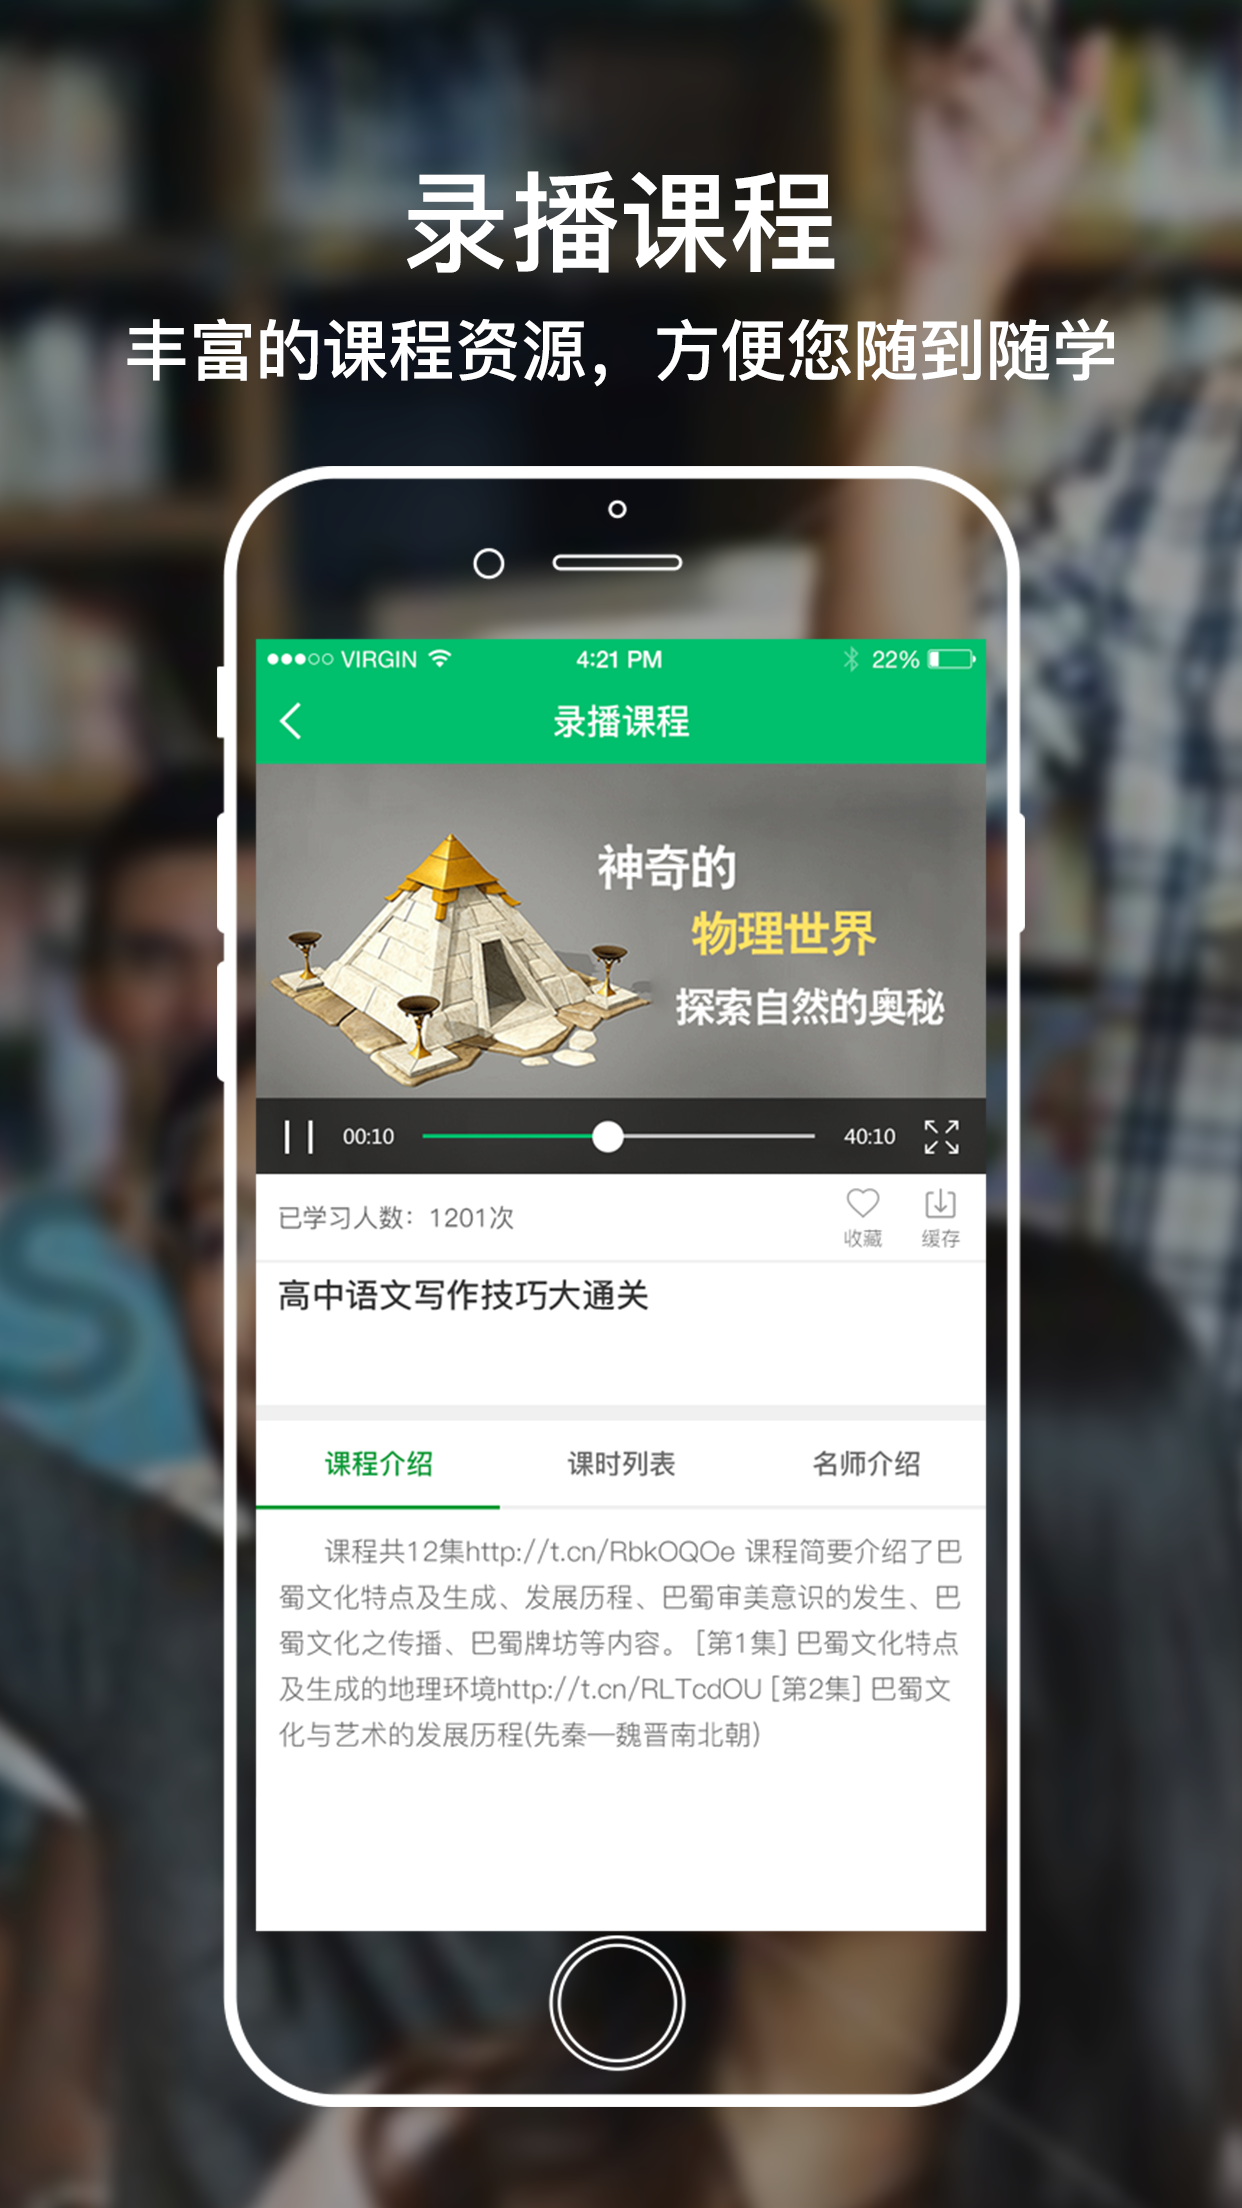 录播课程
丰富的课程资源，方便您随到随学
VIRGIN 4:21 PM 22%
录播课程
神奇的
物理世界
探索自然的奥秘
00:10 40:10
已学习人数：1201次
收藏 缓存
高中语文写作技巧大通关
课程介绍 课时列表 名师介绍
课程共12集http://t.cn/RbkOQOe 课程简要介绍了巴
蜀文化特点及生成、发展历程、巴蜀审美意识的发生、巴
蜀文化之传播、巴蜀牌坊等内容。 [第1集] 巴蜀文化特点
及生成的地理环境http://t.cn/RLTcdOU [第2集] 巴蜀文
化与艺术的发展历程(先秦—魏晋南北朝)